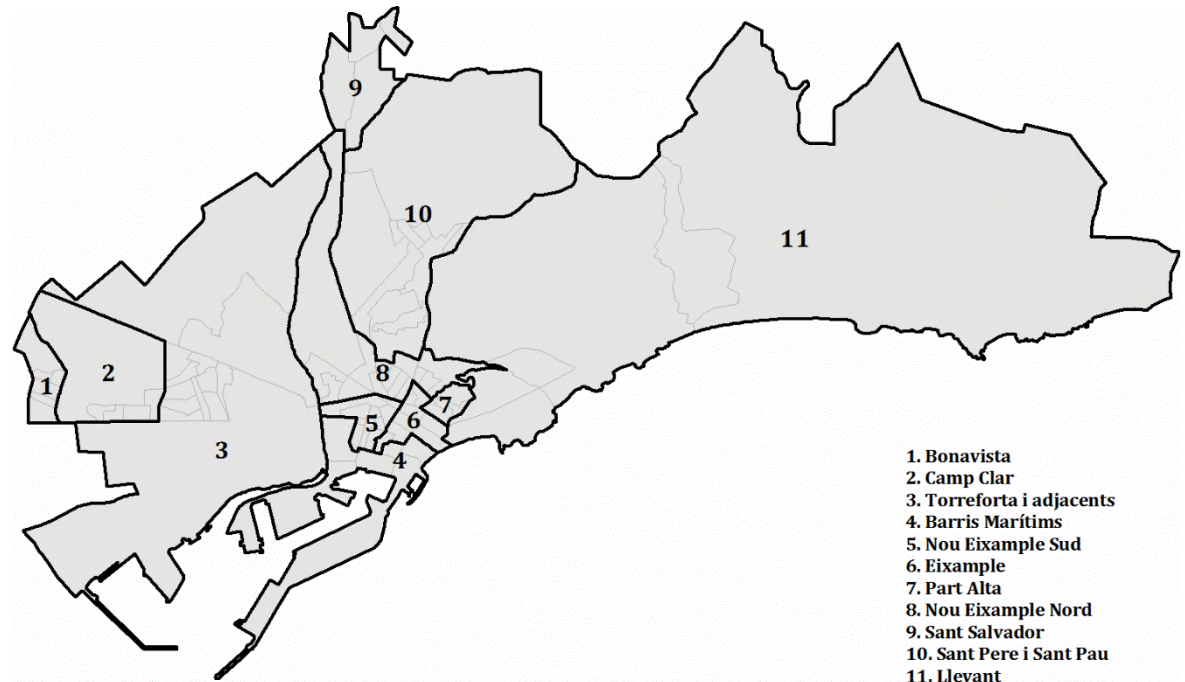 9
10
11
8
1
2
7
5
6
3
4
1. Bonavista
2. Camp Clar
3. Torreforta i adjacents
4. Barris Marítims
5. Nou Eixample Sud
6. Eixample
7. Part Alta
8. Nou Eixample Nord
9. Sant Salvador
10. Sant Pere i Sant Pau
11. Llevant